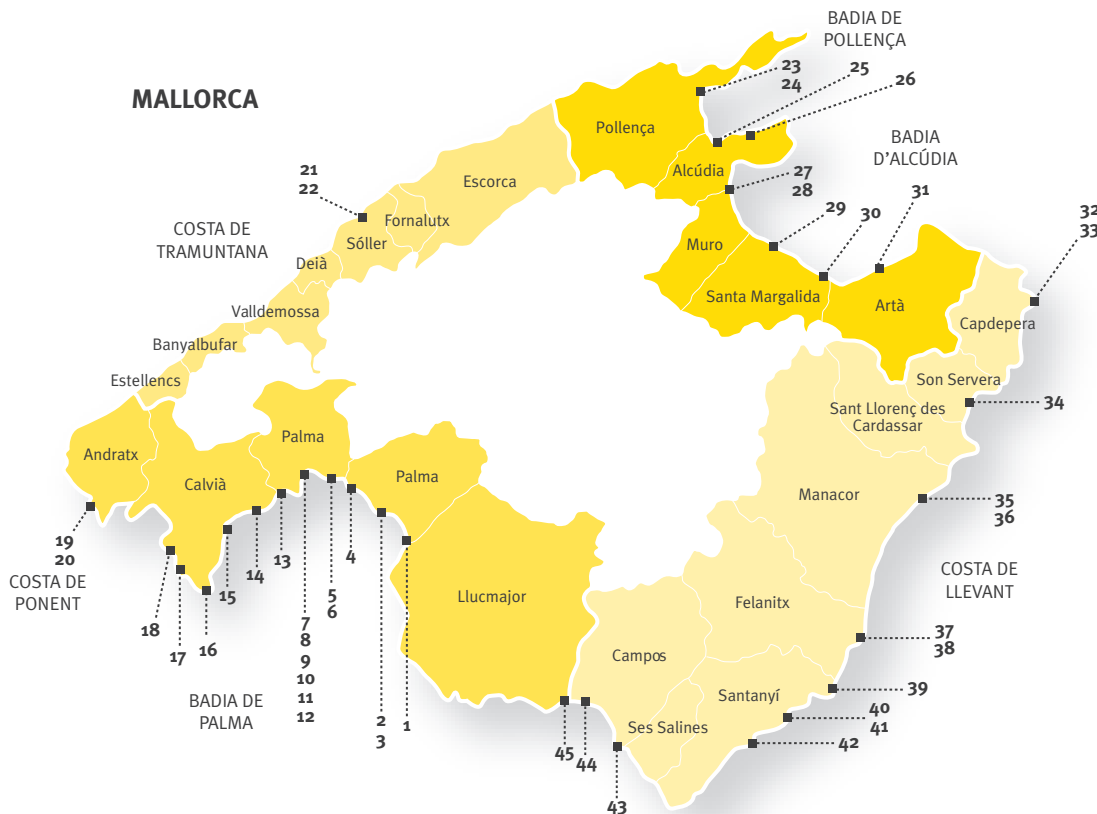 BADIA DE
POLLENÇA
MALLORCA
23
24
25
26
Pollença
BADIA
D'ALCÚDIA
Alcúdia
27
28
Escorca
21
22
31
32
33
29
30
COSTA DE
TRAMUNTANA
Fornalutx
Sóller
Muro
Deià
Santa Margalida
Artà
Capdepera
Valldemossa
Banyalbufar
Estellencs
Son Servera
34
Sant Llorenç des
Cardassar
Palma
Andratx
Palma
Calvià
Manacor
35
36
19
20
COSTA DE
PONENT
13
4
14
15
5
6
COSTA DE
LLEVANT
Llucmajor
Felanitx
18
17
16
7
8
9
10
11
12
37
38
Campos
BADIA DE
PALMA
Santanyí
39
2
3
1
40
41
Ses Salines
42
45
44
43